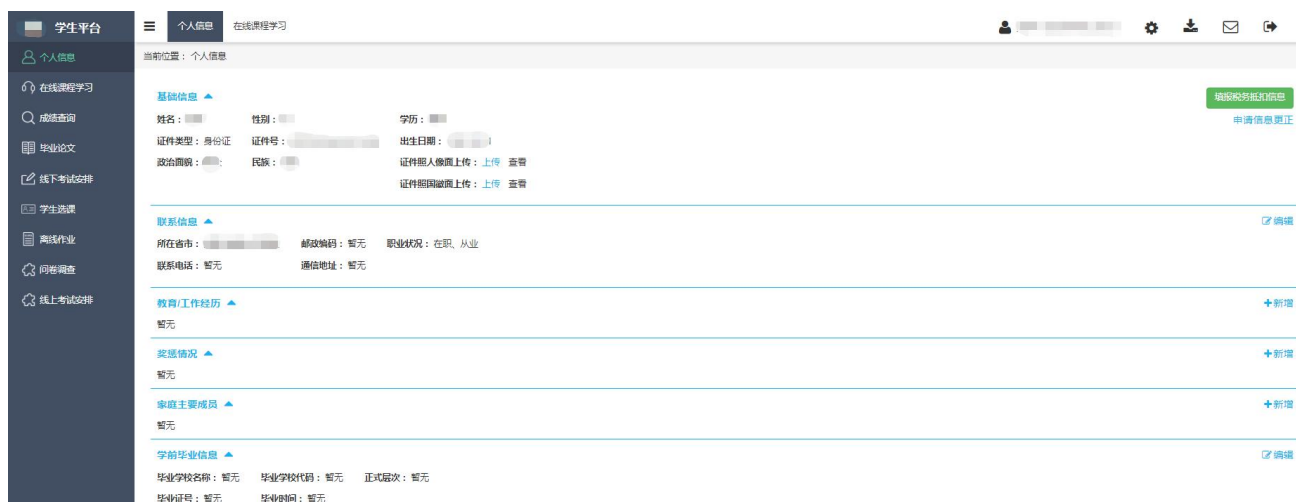 学生平台
个人信息 在线课程学习
个人信息
在线课程学习
成绩查询
毕业论文
线下考试安排
学生选课
离线作业
问卷调查
线上考试安排
当前位置： 个人信息
基础信息
填报税务抵扣信息
申请信息更正
姓名： 性别： 学历：
证件类型：身份证 证件号： 出生日期：
政治面貌： 民族： 证件照人像面上传：上传 查看
证件照国徽面上传：上传 查看
联系信息 编辑
所在省市： 邮政编码：暂无 职业状况：在职、从业
联系电话：暂无 通信地址：暂无
教育/工作经历 +新增
暂无
奖惩情况 +新增
暂无
家庭主要成员 +新增
暂无
学前毕业信息 编辑
毕业学校名称：暂无 毕业学校代码：暂无 正式层次：暂无
毕业证号：暂无 毕业时间：暂无